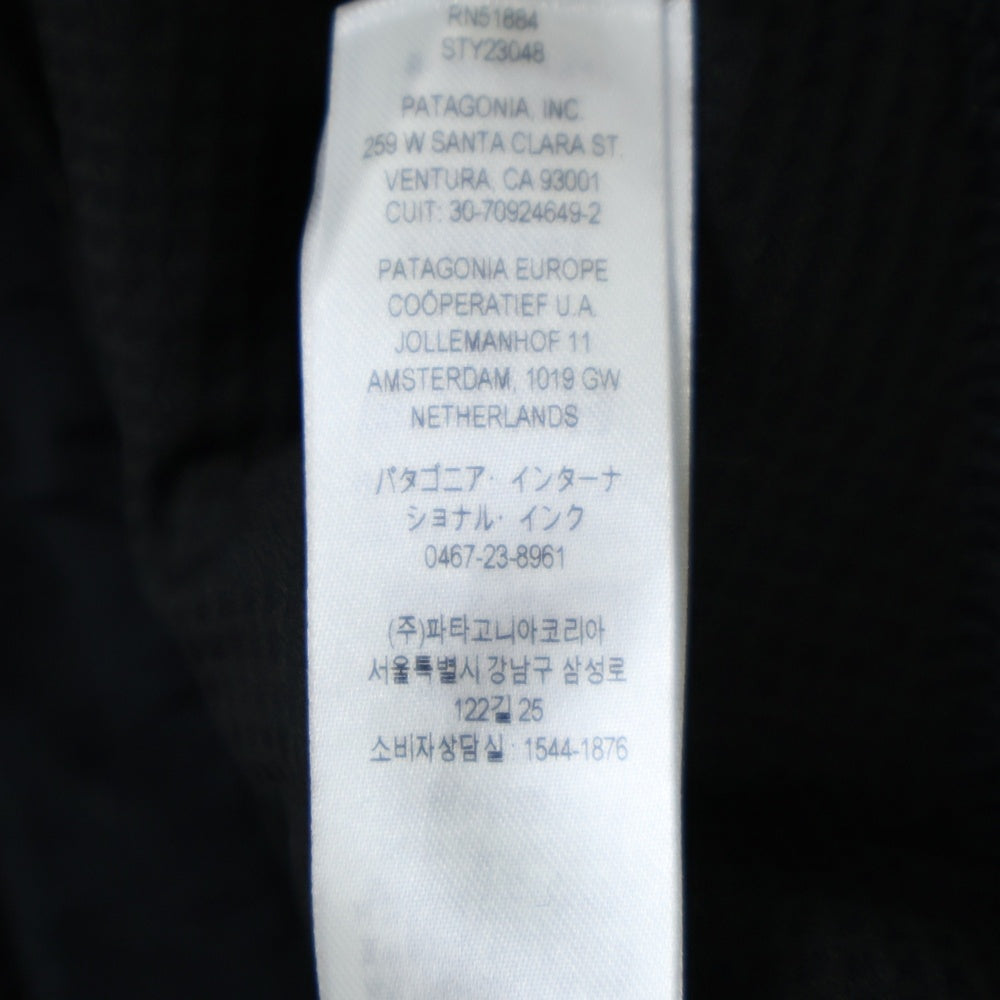 RN51884
STY23048
PATAGONIA, INC.
259 W SANTA CLARA ST.
VENTURA, CA 93001
CUIT: 30-70924649-2
PATAGONIA EUROPE
COÖPERATIEF U.A.
JOLLEMANHOF 11
AMSTERDAM, 1019 GW
NETHERLANDS
パタゴニア・インターナ
ショナル・インク
0467-23-8961
(주)파타고니아코리아
서울특별시 강남구 삼성로
122길 25
소비자상담실: 1544-1876